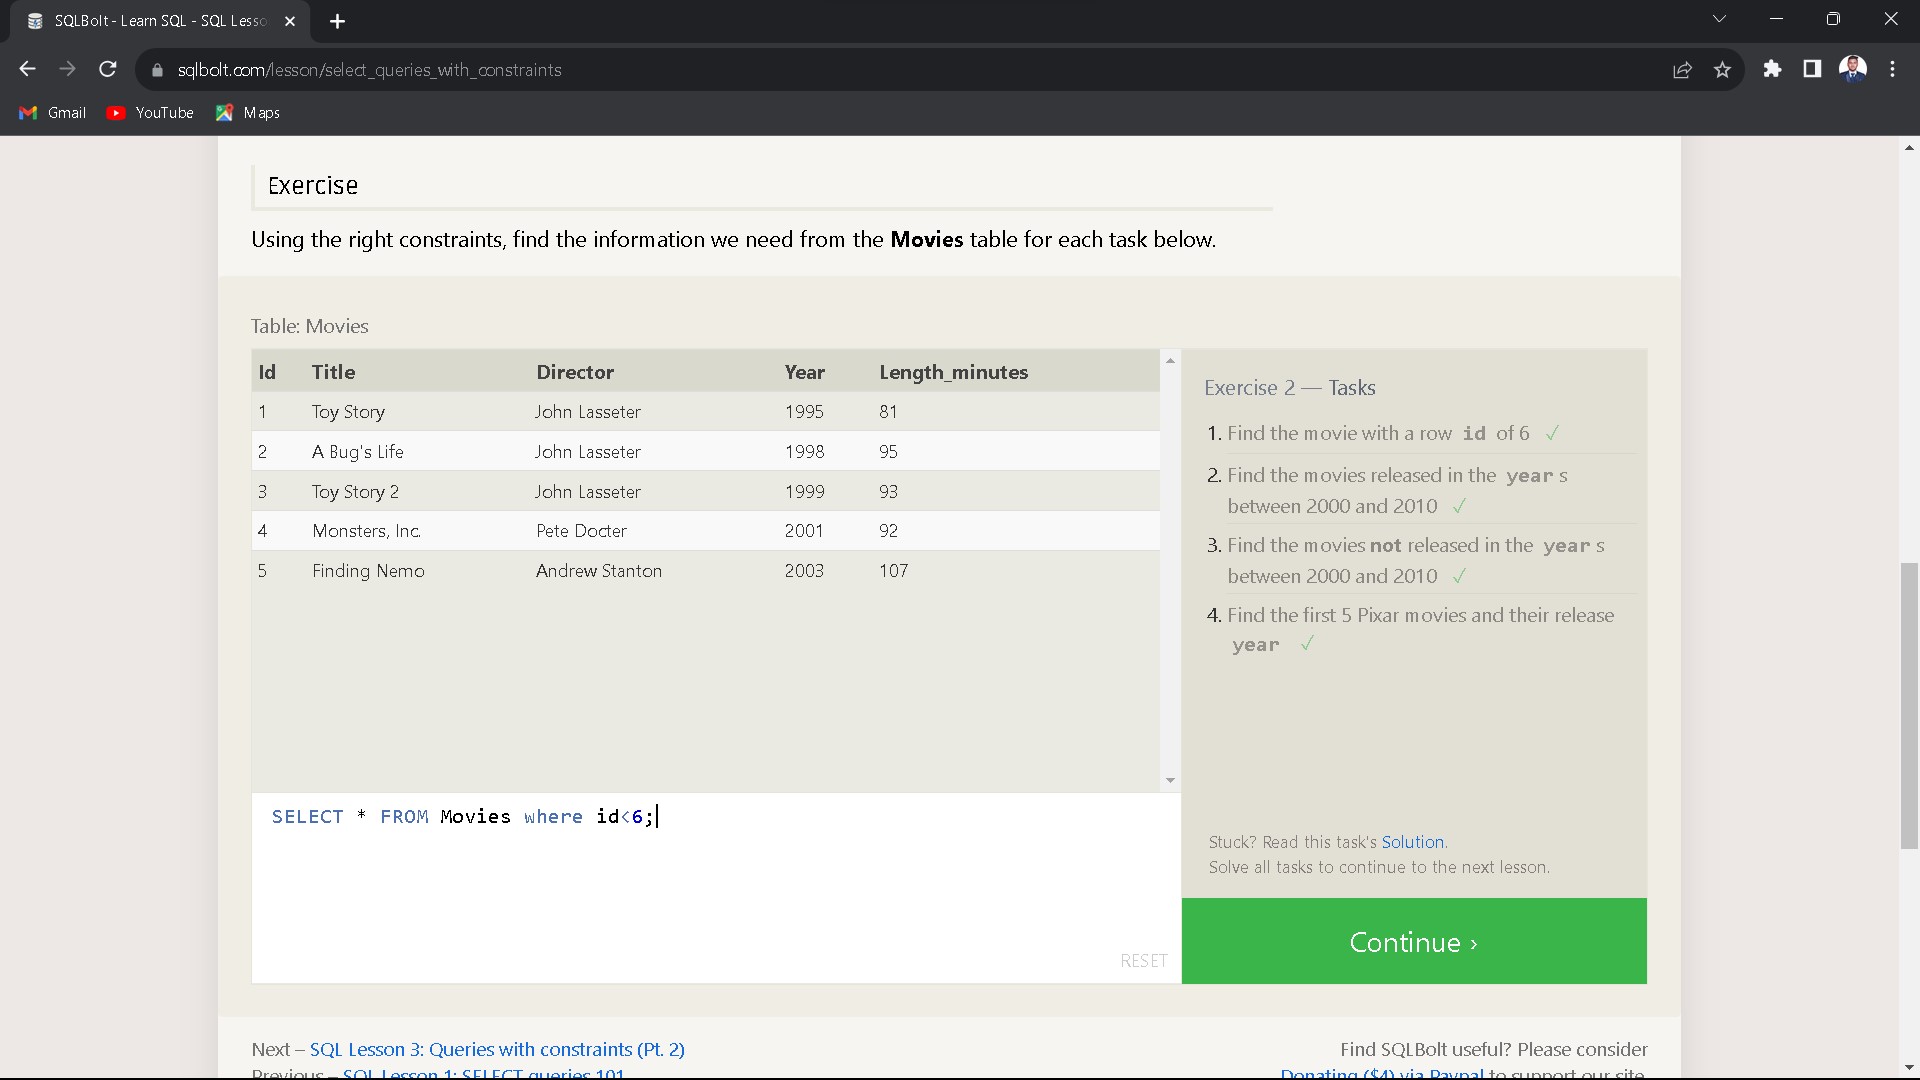 SQLBolt - Learn SQL - SQL Lesso
sqlbolt.com/lesson/select_queries_with_constraints
Gmail YouTube Maps
Exercise
Using the right constraints, find the information we need from the Movies table for each task below.
Table: Movies
Id Title Director Year Length_minutes
1 Toy Story John Lasseter 1995 81
2 A Bug's Life John Lasseter 1998 95
3 Toy Story 2 John Lasseter 1999 93
4 Monsters, Inc. Pete Docter 2001 92
5 Finding Nemo Andrew Stanton 2003 107
SELECT * FROM Movies where id<6;
RESET
Exercise 2 — Tasks
1. Find the movie with a row id of 6 ✓
2. Find the movies released in the year s
between 2000 and 2010 ✓
3. Find the movies not released in the year s
between 2000 and 2010 ✓
4. Find the first 5 Pixar movies and their release
year ✓
Stuck? Read this task's Solution.
Solve all tasks to continue to the next lesson.
Continue ›
Next – SQL Lesson 3: Queries with constraints (Pt. 2)
Previous – SQL Lesson 1: SELECT queries 101
Find SQLBolt useful? Please consider
Donating ($4) via Paypal to support our site.